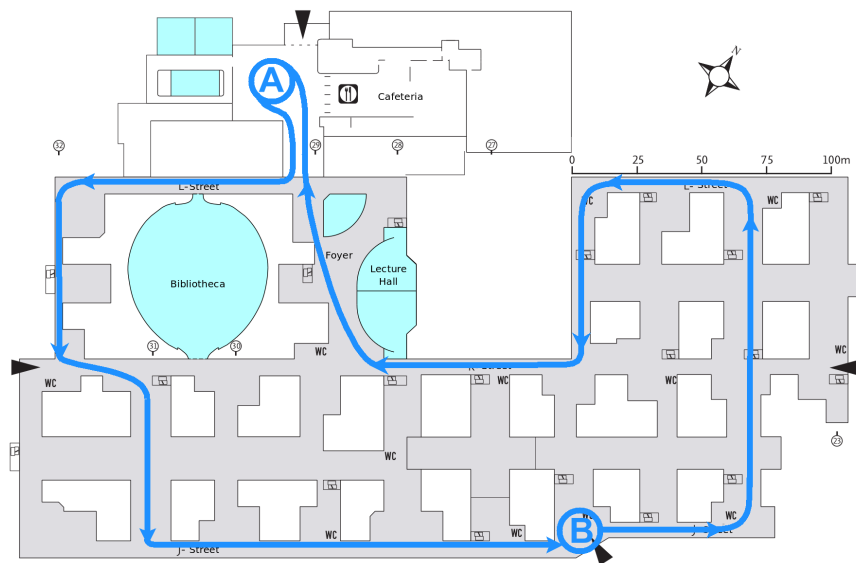 N
A
Cafeteria
32
29
28
27
0
25
50
75
100m
L-Street
L- Street
WC
WC
Foyer
Lecture
Hall
Bibliotheca
31
30
WC
WC
WC
K-Street
WC
WC
23
WC
WC
WC
WC
WC
B
J- Street
J- Street